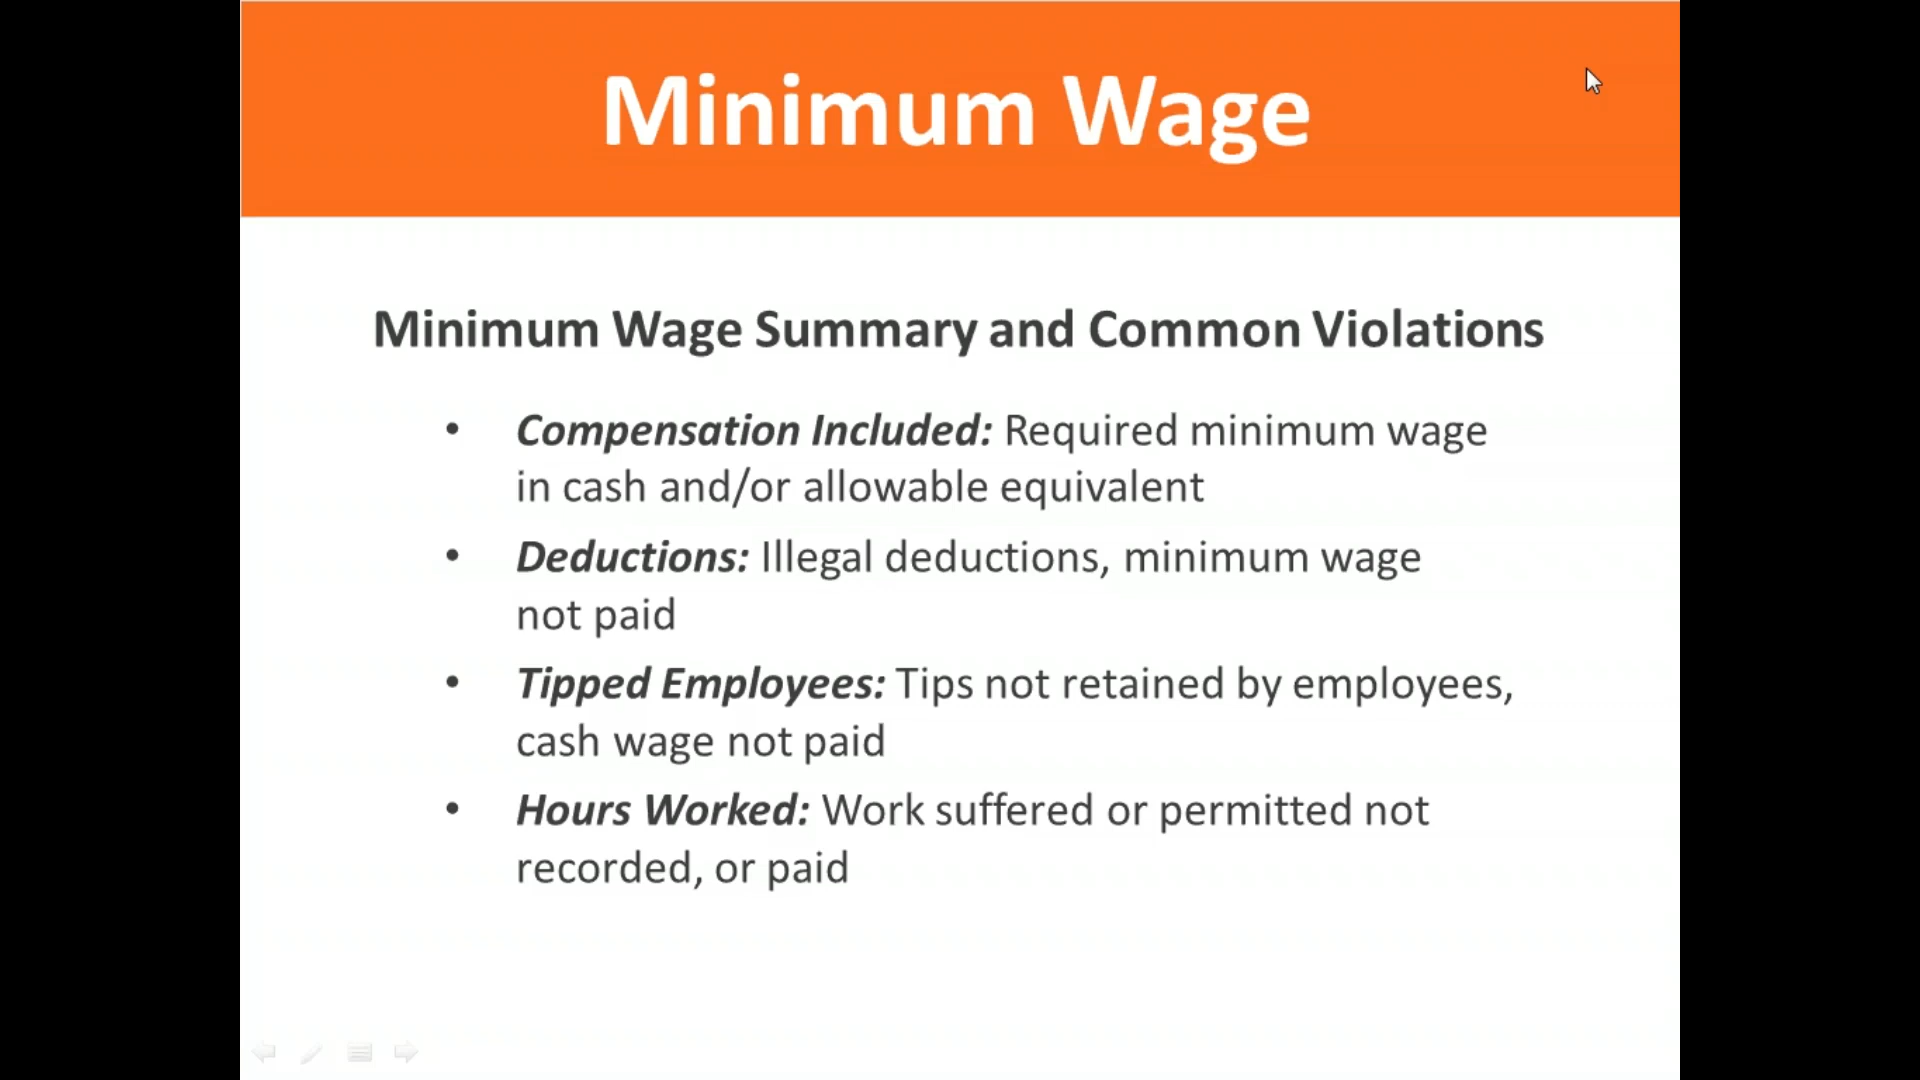 Minimum Wage
Minimum Wage Summary and Common Violations
• Compensation Included: Required minimum wage
in cash and/or allowable equivalent
• Deductions: Illegal deductions, minimum wage
not paid
• Tipped Employees: Tips not retained by employees,
cash wage not paid
• Hours Worked: Work suffered or permitted not
recorded, or paid